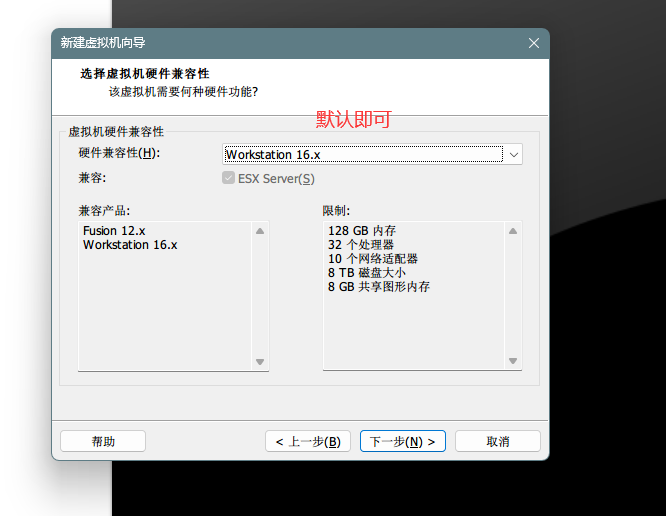 新建虚拟机向导
选择虚拟机硬件兼容性
该虚拟机需要何种硬件功能?
默认即可
虚拟机硬件兼容性
硬件兼容性(H): Workstation 16.x
兼容: ESX Server(S)
兼容产品:
Fusion 12.x
Workstation 16.x
限制:
128 GB 内存
32 个处理器
10 个网络适配器
8 TB 磁盘大小
8 GB 共享图形内存
帮助 < 上一步(B) 下一步(N) > 取消